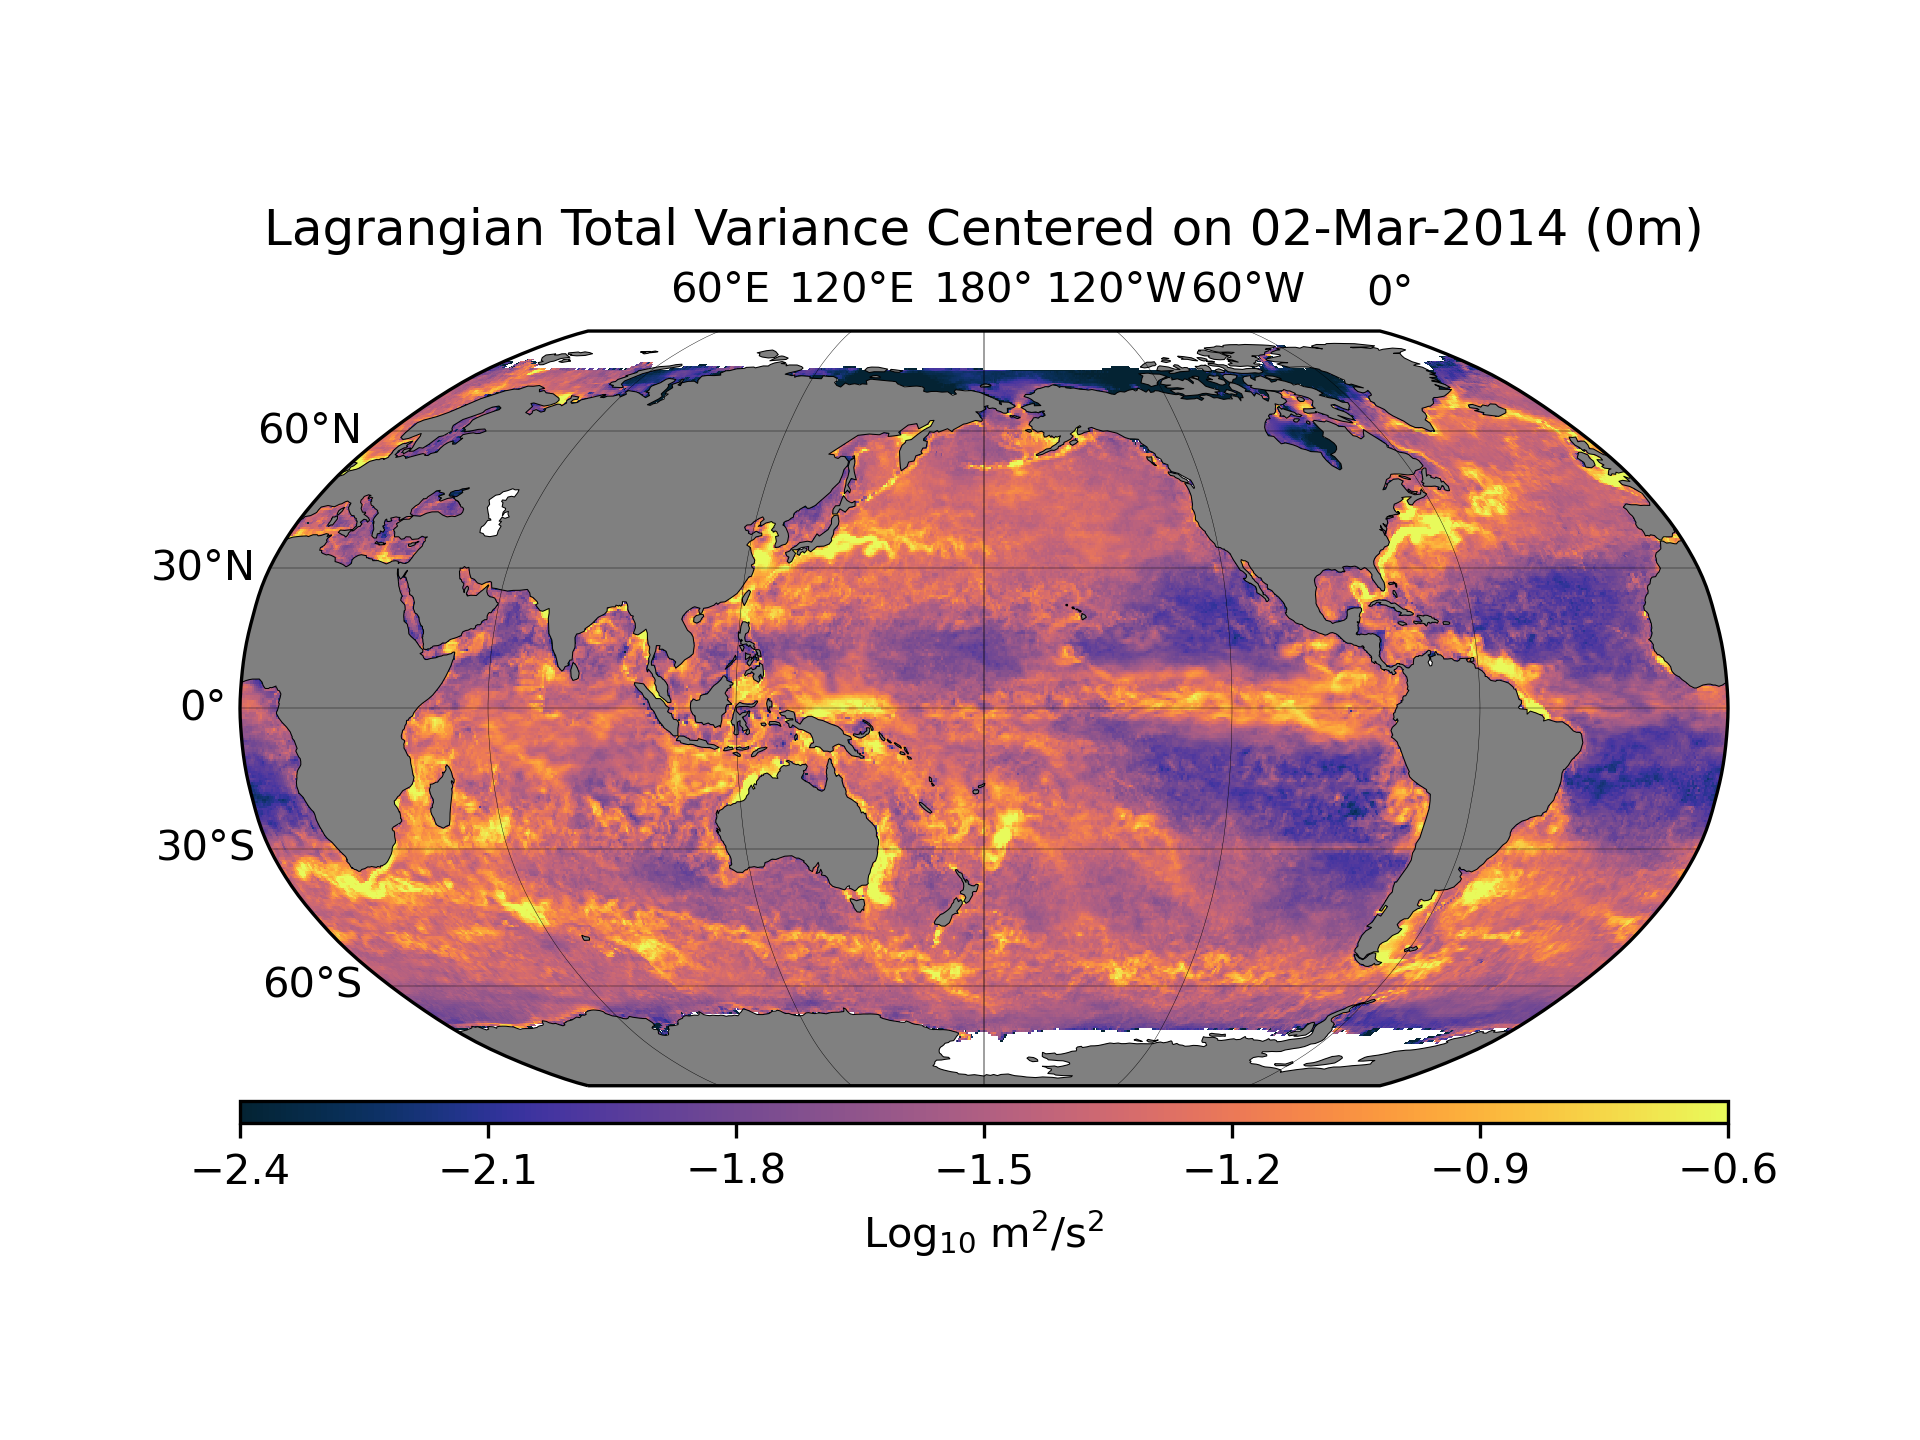 Lagrangian Total Variance Centered on 02-Mar-2014 (0m)
60°E 120°E 180° 120°W 60°W 0°
60°N
30°N
0°
30°S
60°S
−2.4 −2.1 −1.8 −1.5 −1.2 −0.9 −0.6
Log₁₀ m²/s²